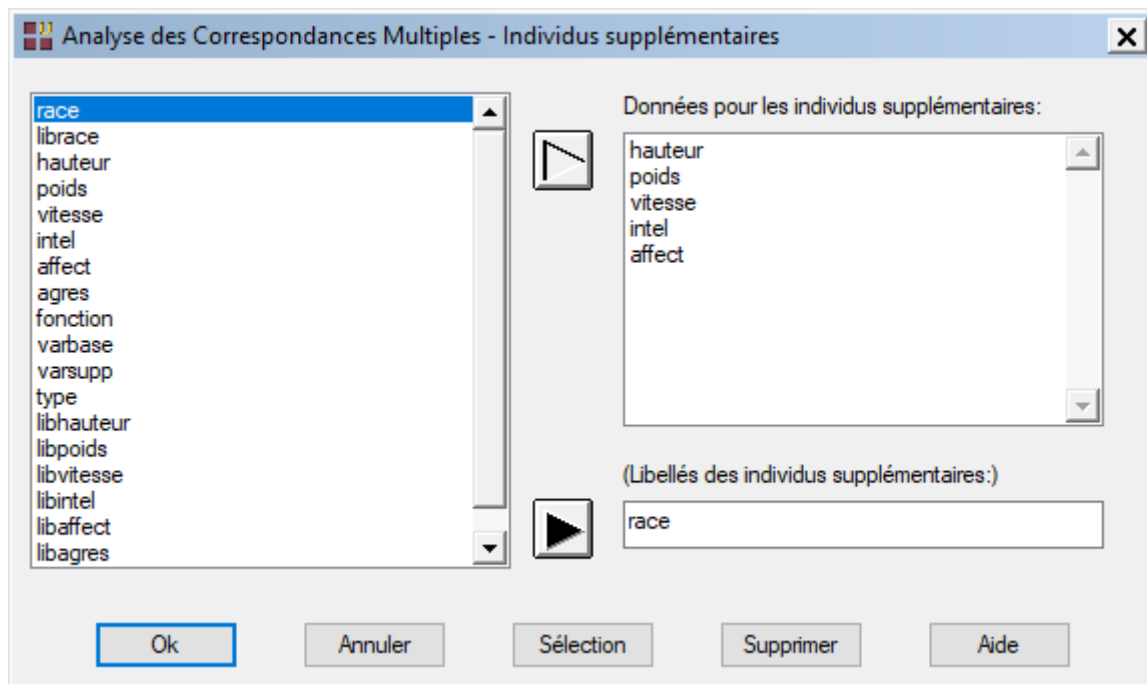 Analyse des Correspondances Multiples - Individus supplémentaires
race
librace
hauteur
poids
vitesse
intel
affect
agres
fonction
varbase
varsupp
type
libhauteur
libpoids
libvitesse
libintel
libaffect
libagres
Données pour les individus supplémentaires:
hauteur
poids
vitesse
intel
affect
(Libellés des individus supplémentaires:)
race
Ok
Annuler
Sélection
Supprimer
Aide